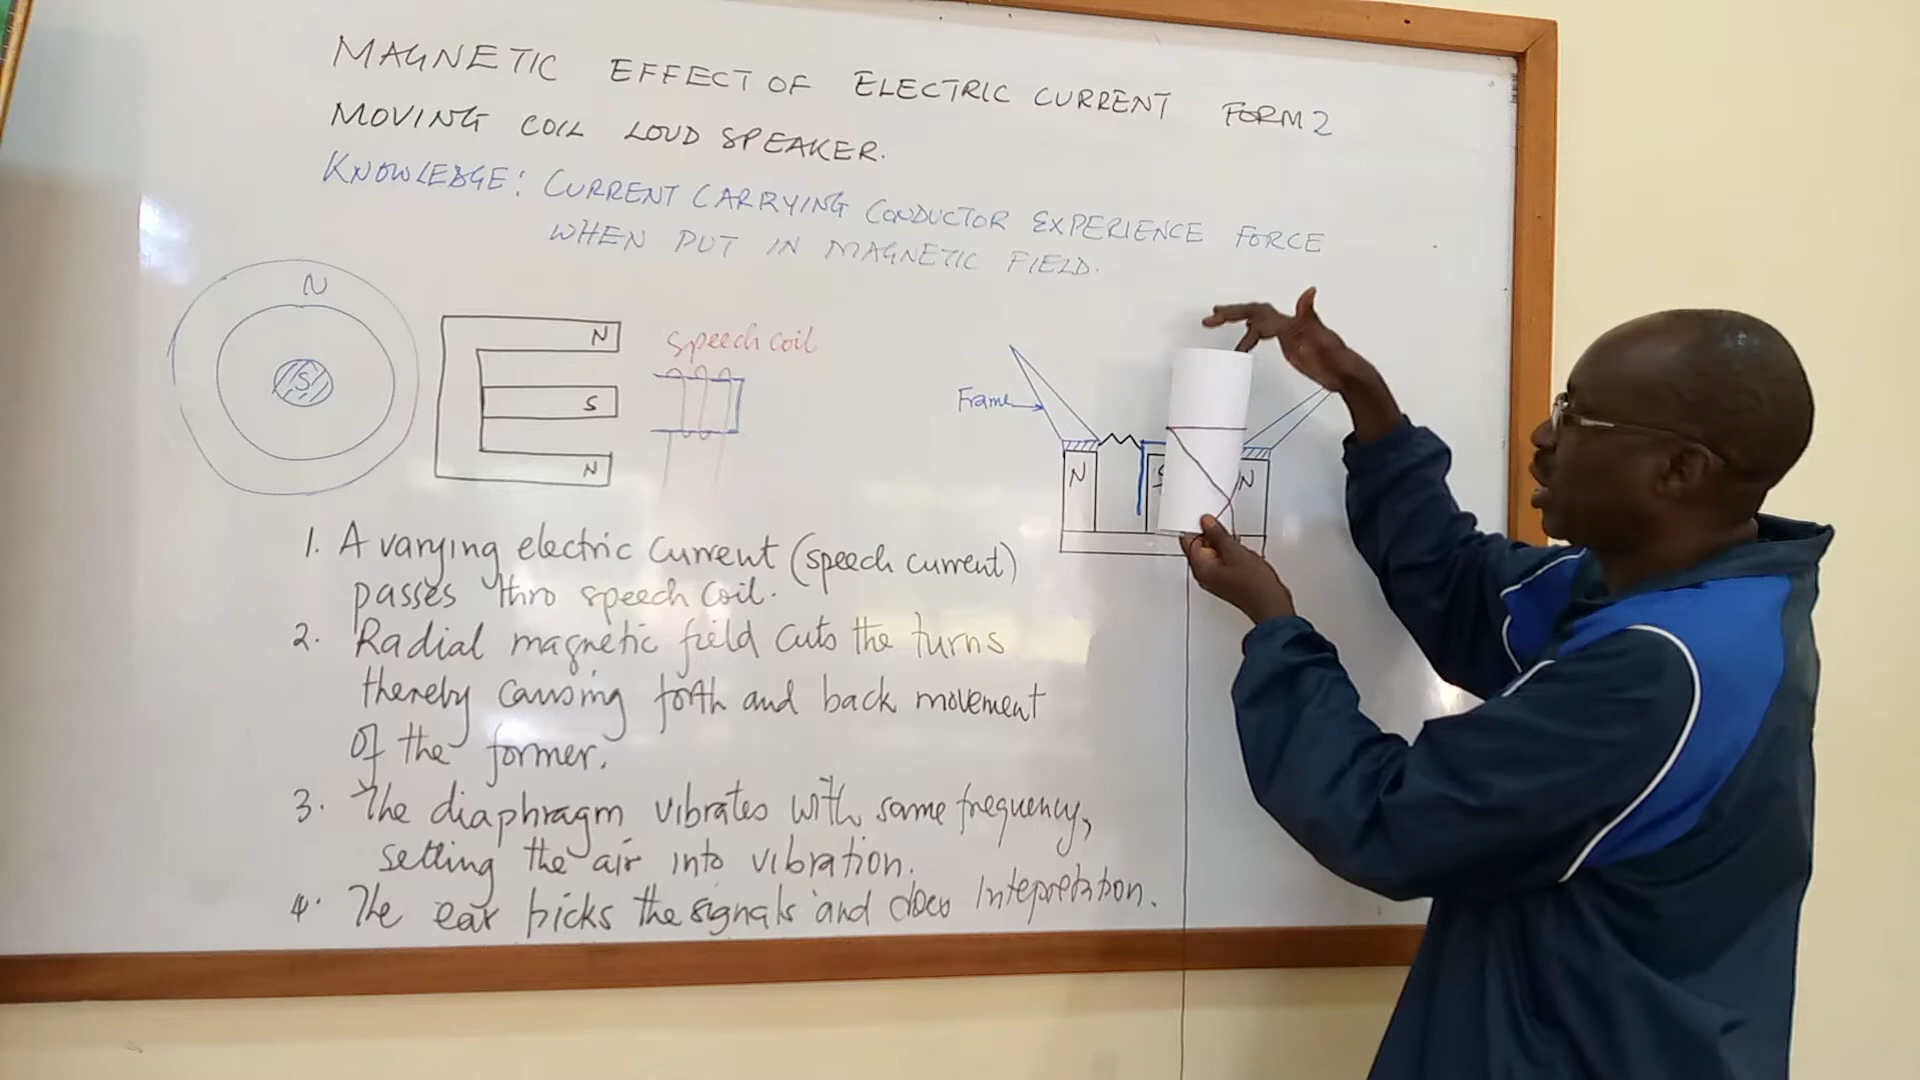 MAGNETIC EFFECT OF ELECTRIC CURRENT FORM 2
MOVING COIL LOUD SPEAKER.
KNOWLEDGE: CURRENT CARRYING CONDUCTOR EXPERIENCE FORCE
WHEN PUT IN MAGNETIC FIELD.
N
S
N
S
N
speech coil
Frame
N
S
N
1. A varying electric current (speech current)
passes thro speech coil.
2. Radial magnetic field cuts the turns
thereby causing forth and back movement
of the former.
3. The diaphragm vibrates with same frequency,
setting the air into vibration.
4. The ear picks the signals and does Intepretation.